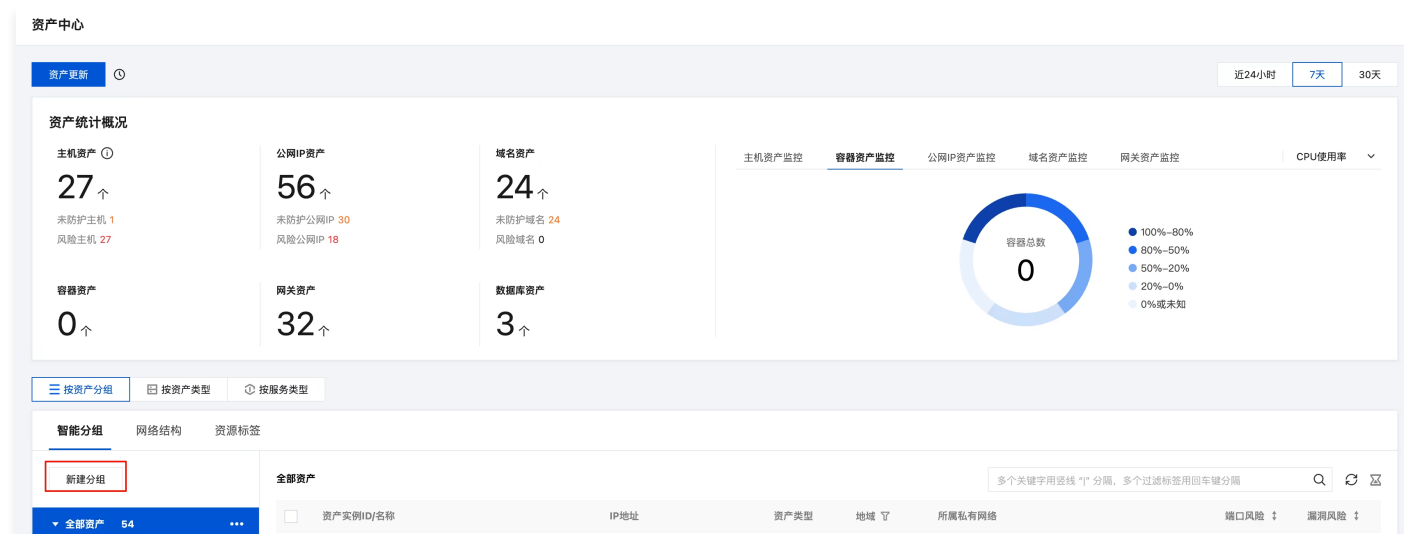 资产中心
资产更新
近24小时 7天 30天
资产统计概况
主机资产 公网IP资产 域名资产
27个 56个 24个
未防护主机 1 未防护公网IP 30 未防护域名 24
风险主机 27 风险公网IP 18 风险域名 0
容器资产 网关资产 数据库资产
0个 32个 3个
主机资产监控 容器资产监控 公网IP资产监控 域名资产监控 网关资产监控 CPU使用率
容器总数
0
100%–80%
80%–50%
50%–20%
20%–0%
0%或未知
按资产分组 按资产类型 按服务类型
智能分组 网络结构 资源标签
新建分组
全部资产 54
全部资产
多个关键字用竖线 "|" 分隔，多个过滤标签用回车键分隔
资产实例ID/名称 IP地址 资产类型 地域 所属私有网络 端口风险 漏洞风险